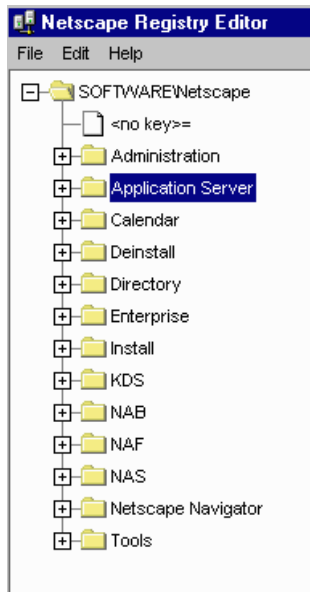 Netscape Registry Editor
File Edit Help
SOFTWARE\Netscape
<no key>=
Administration
Application Server
Calendar
Deinstall
Directory
Enterprise
Install
KDS
NAB
NAF
NAS
Netscape Navigator
Tools